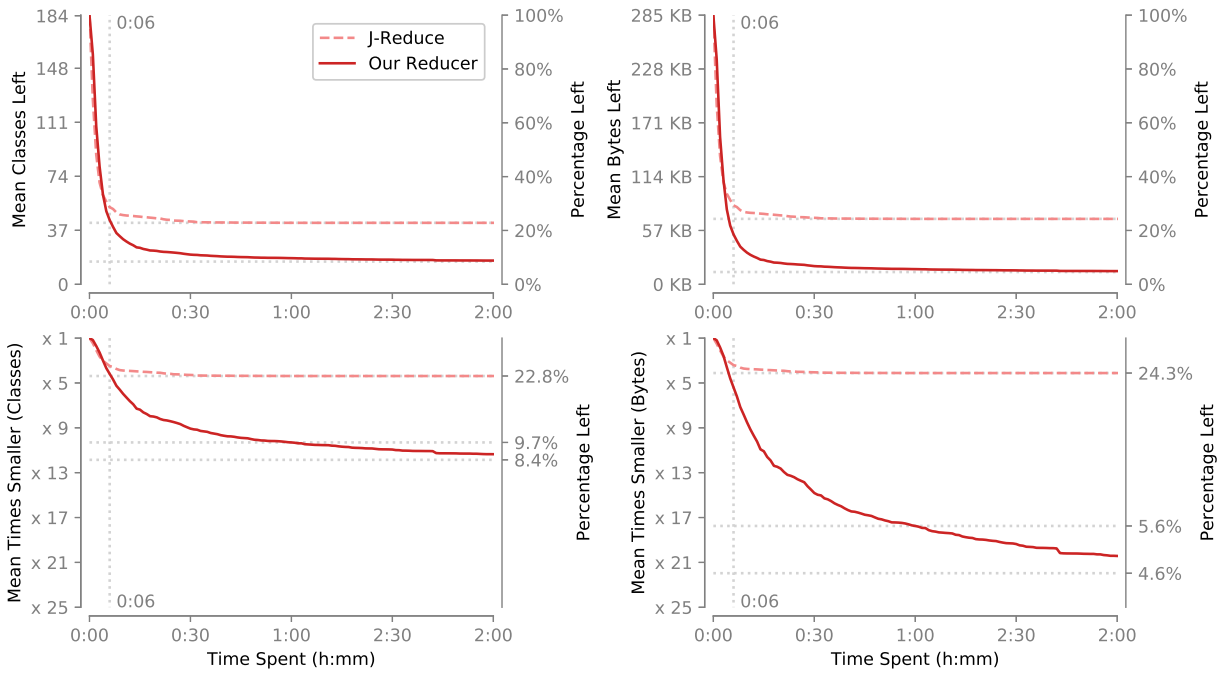 184
148
111
74
37
0
Mean Classes Left
0:06
J-Reduce
Our Reducer
100%
80%
60%
40%
20%
0%
Percentage Left
0:00
0:30
1:00
1:30
2:00
285 KB
228 KB
171 KB
114 KB
57 KB
0 KB
Mean Bytes Left
0:06
100%
80%
60%
40%
20%
0%
Percentage Left
0:00
0:30
1:00
1:30
2:00
x 1
x 5
x 9
x 13
x 17
x 21
x 25
Mean Times Smaller (Classes)
0:06
22.8%
9.7%
8.4%
Percentage Left
0:00
0:30
1:00
2:30
2:00
Time Spent (h:mm)
x 1
x 5
x 9
x 13
x 17
x 21
x 25
Mean Times Smaller (Bytes)
0:06
24.3%
5.6%
4.6%
Percentage Left
0:00
0:30
1:00
2:30
2:00
Time Spent (h:mm)